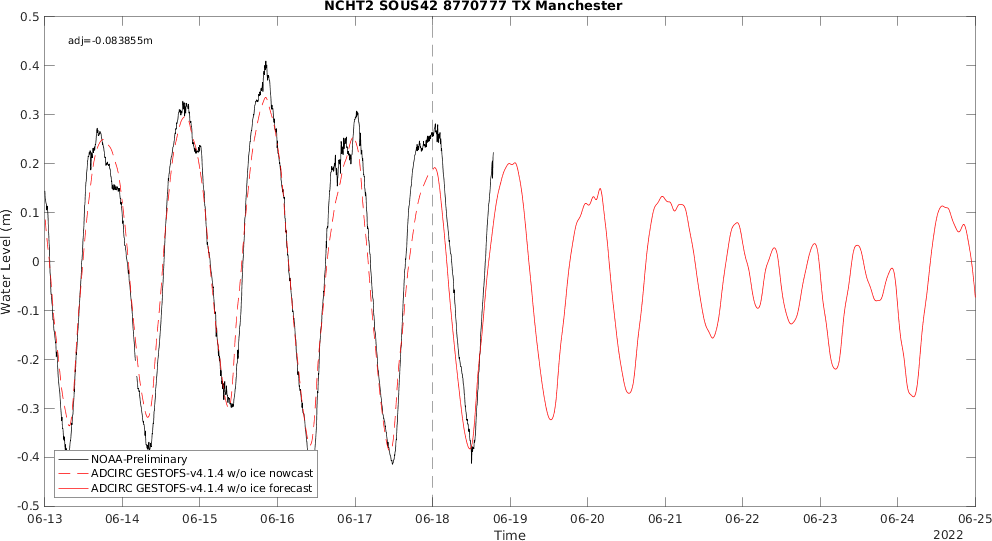 NCHT2 SOUS42 8770777 TX Manchester
adj=-0.083855m
0.5
0.4
0.3
0.2
0.1
0
-0.1
-0.2
-0.3
-0.4
-0.5
Water Level (m)
NOAA-Preliminary
ADCIRC GESTOFS-v4.1.4 w/o ice nowcast
ADCIRC GESTOFS-v4.1.4 w/o ice forecast
06-13 06-14 06-15 06-16 06-17 06-18 06-19 06-20 06-21 06-22 06-23 06-24 06-25
Time
2022